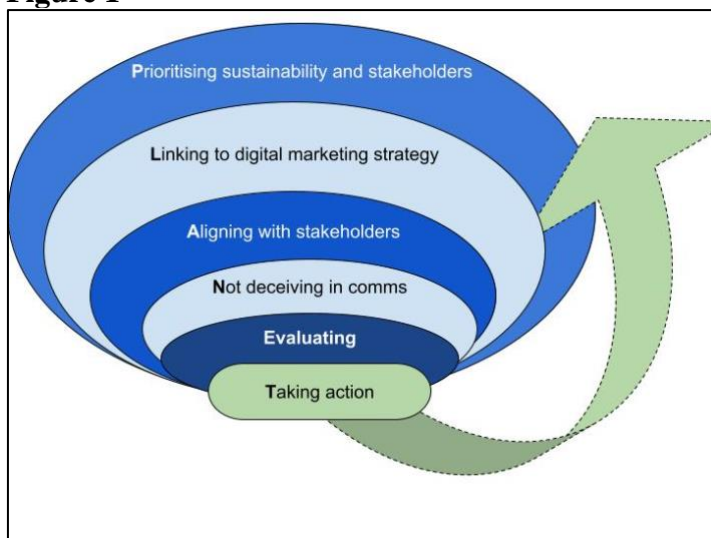 Figure 1
Prioritising sustainability and stakeholders
Linking to digital marketing strategy
Aligning with stakeholders
Not deceiving in comms
Evaluating
Taking action